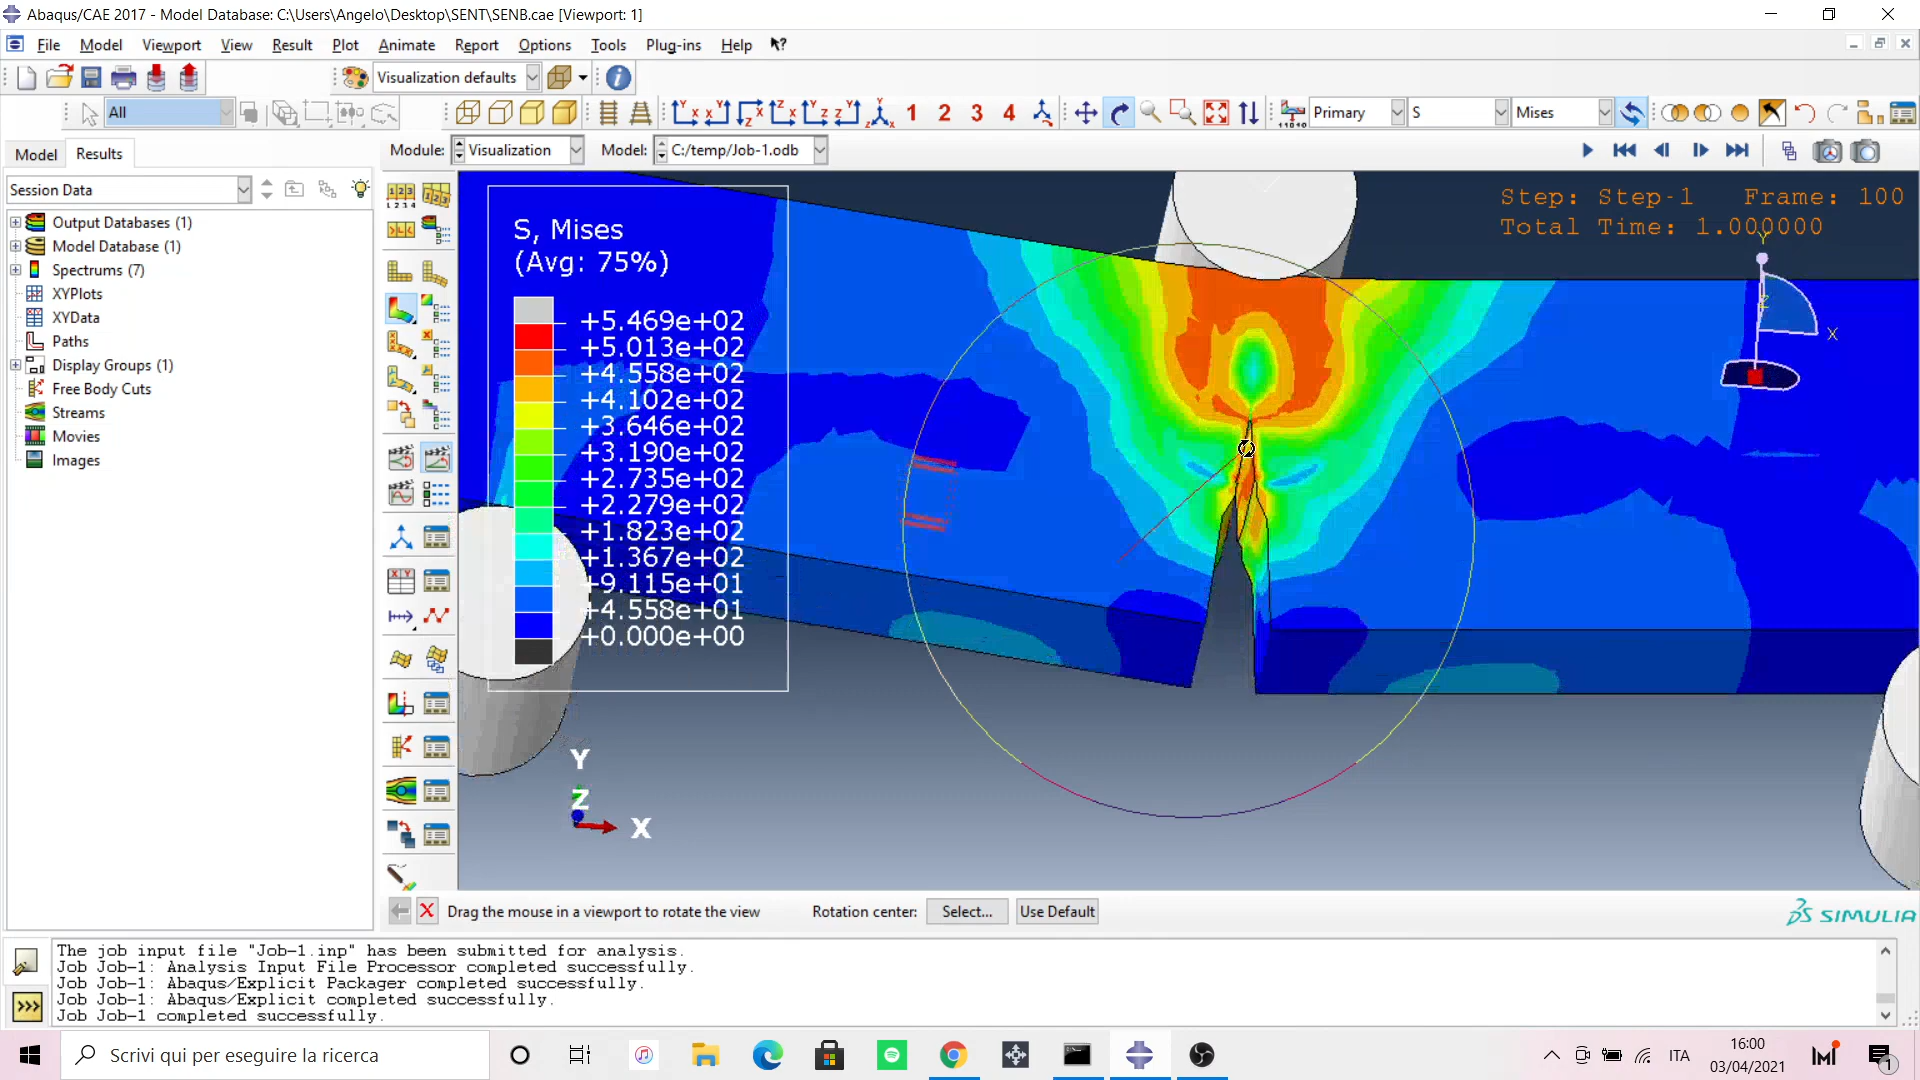 Abaqus/CAE 2017 - Model Database: C:\Users\Angelo\Desktop\SENT\SENB.cae [Viewport: 1]
File Model Viewport View Result Plot Animate Report Options Tools Plug-ins Help
Visualization defaults
All
1 2 3 4
Primary S Mises
Model Results
Module: Visualization Model: C:/temp/Job-1.odb
Session Data
Output Databases (1)
Model Database (1)
Spectrums (7)
XYPlots
XYData
Paths
Display Groups (1)
Free Body Cuts
Streams
Movies
Images
S, Mises
(Avg: 75%)
+5.469e+02
+5.013e+02
+4.558e+02
+4.102e+02
+3.646e+02
+3.190e+02
+2.735e+02
+2.279e+02
+1.823e+02
+1.367e+02
+9.115e+01
+4.558e+01
+0.000e+00
Step: Step-1 Frame: 100
Total Time: 1.000000
Y
Z
X
Y
Z
X
Drag the mouse in a viewport to rotate the view Rotation center: Select... Use Default
SIMULIA
The job input file "Job-1.inp" has been submitted for analysis.
Job Job-1: Analysis Input File Processor completed successfully.
Job Job-1: Abaqus/Explicit Packager completed successfully.
Job Job-1: Abaqus/Explicit completed successfully.
Job Job-1 completed successfully.
Scrivi qui per eseguire la ricerca
ITA
16:00
03/04/2021
1